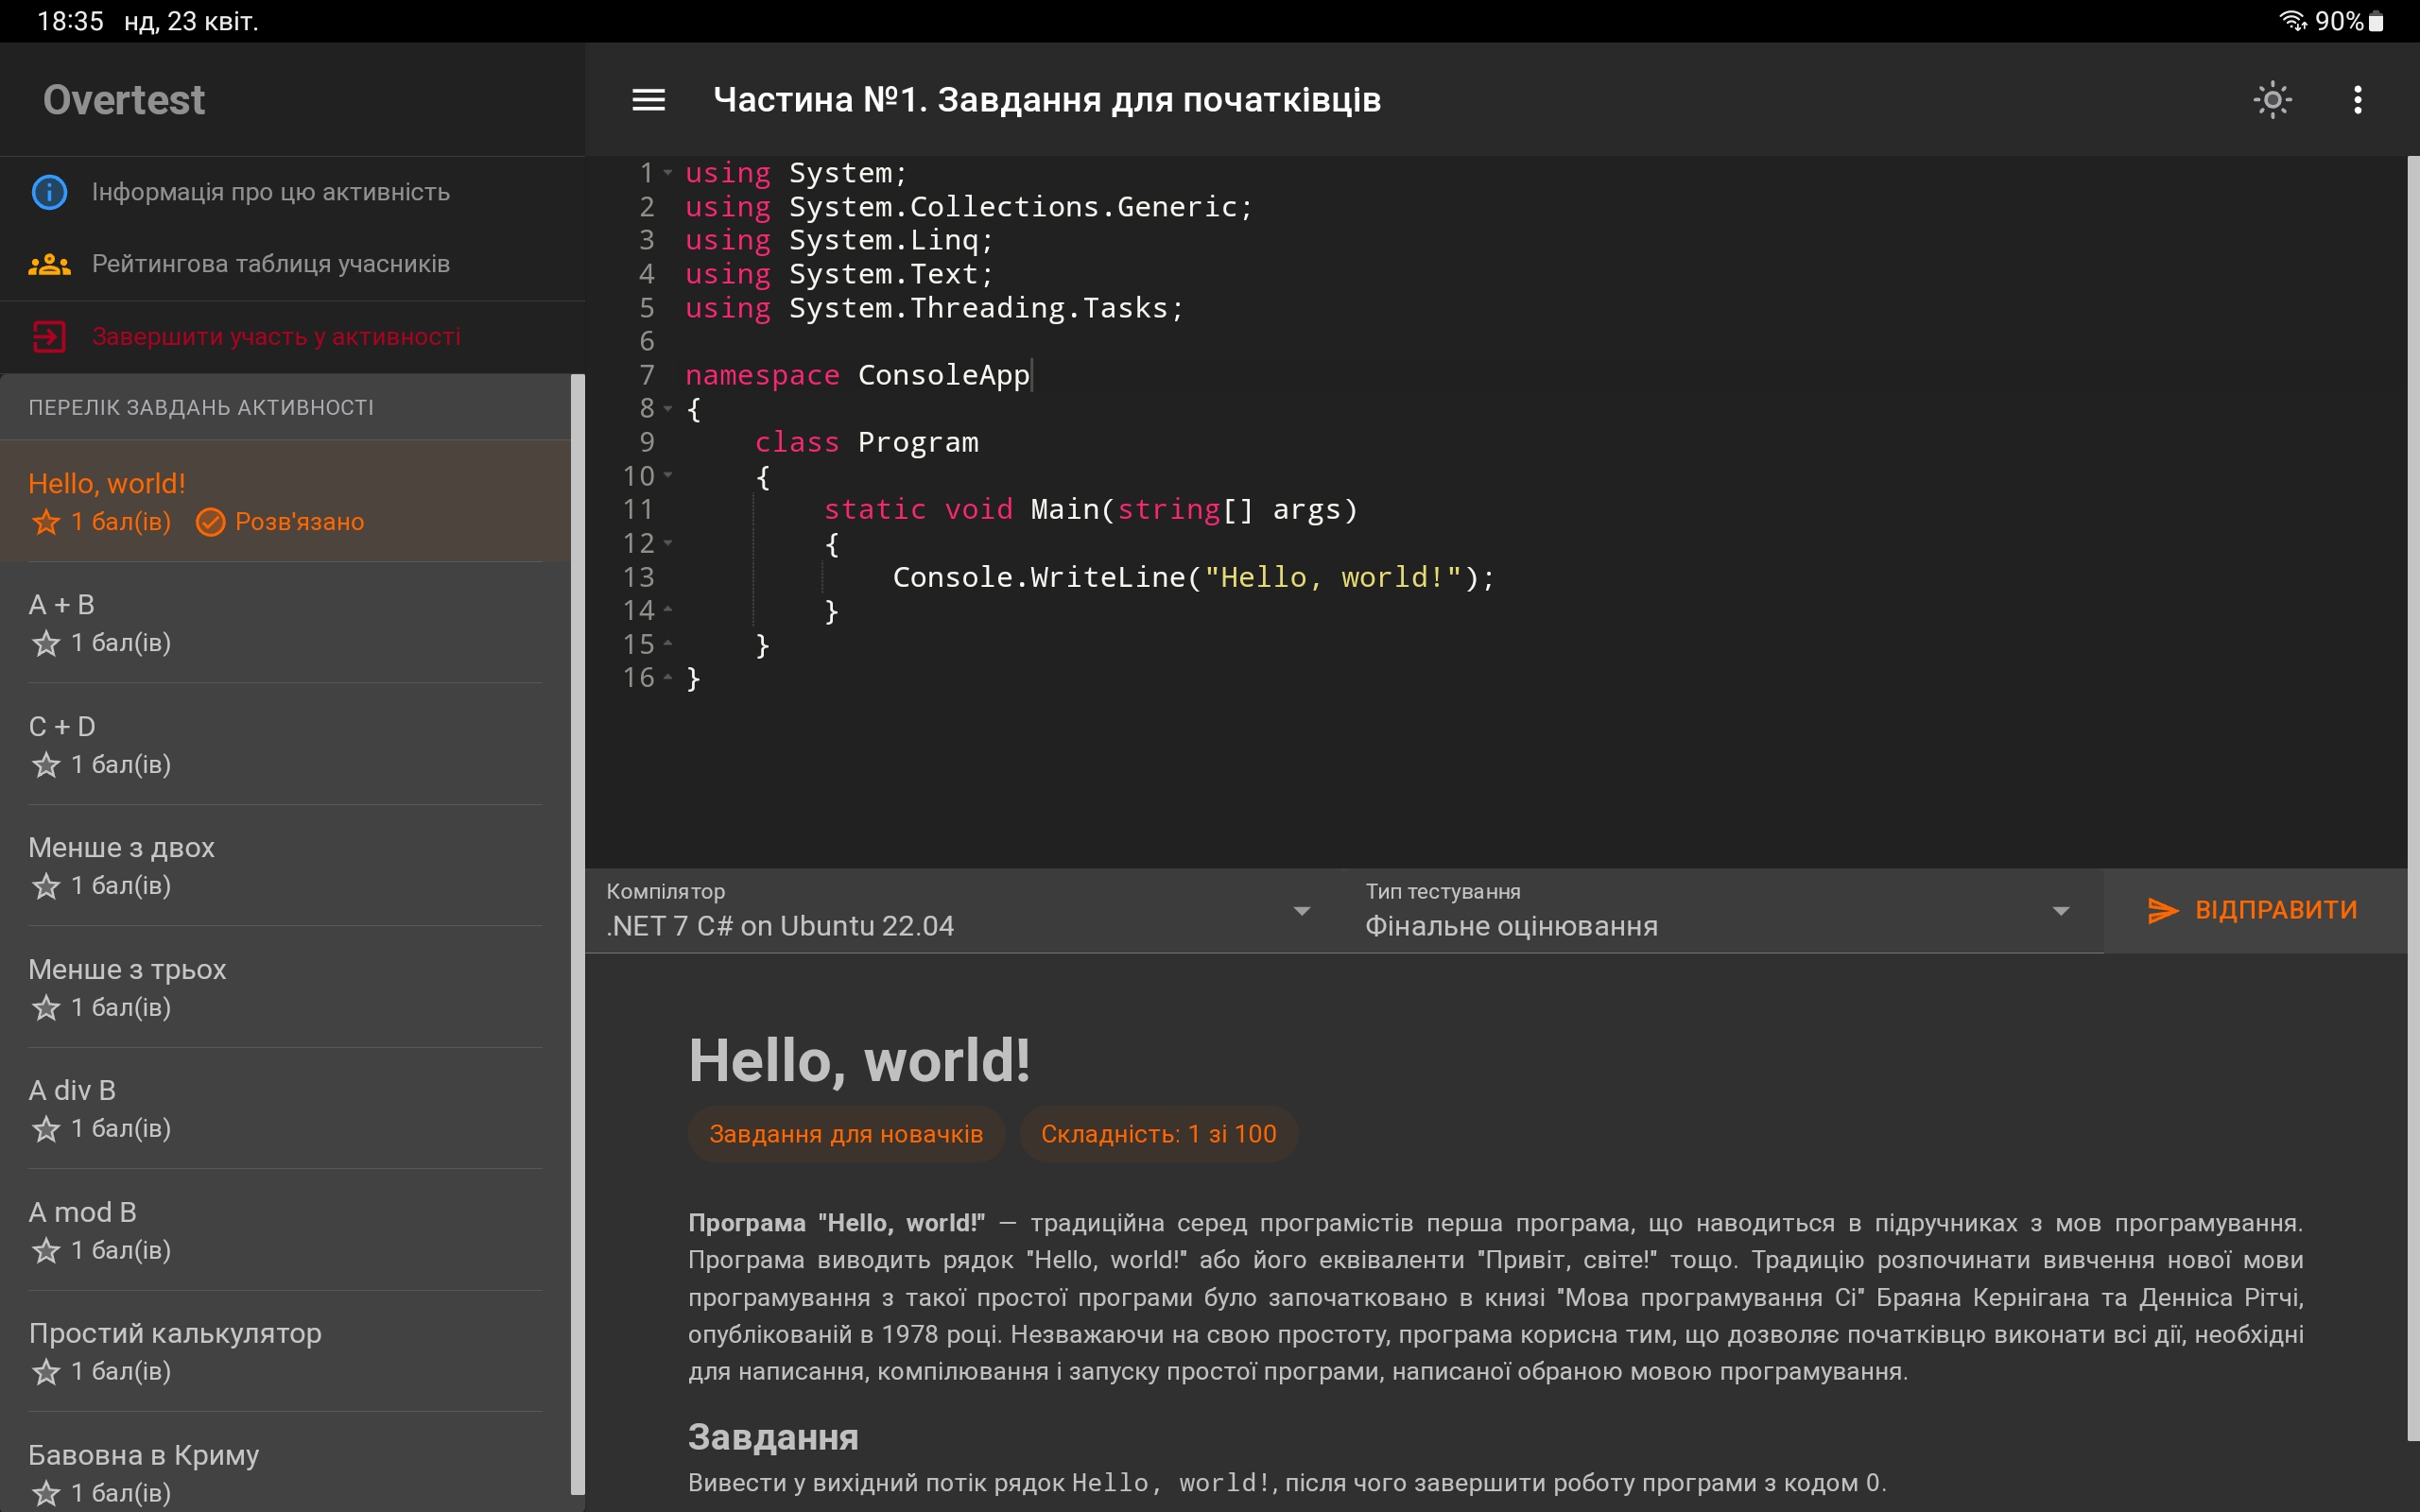 18:35 нд, 23 квіт.
90%
Overtest
Інформація про цю активність
Рейтингова таблиця учасників
Завершити участь у активності
ПЕРЕЛІК ЗАВДАНЬ АКТИВНОСТІ
Hello, world!
1 бал(ів) Розв'язано
A + B
1 бал(ів)
C + D
1 бал(ів)
Менше з двох
1 бал(ів)
Менше з трьох
1 бал(ів)
A div B
1 бал(ів)
A mod B
1 бал(ів)
Простий калькулятор
1 бал(ів)
Бавовна в Криму
1 бал(ів)
Частина №1. Завдання для початківців
1 using System;
2 using System.Collections.Generic;
3 using System.Linq;
4 using System.Text;
5 using System.Threading.Tasks;
6
7 namespace ConsoleApp
8 {
9 class Program
10 {
11 static void Main(string[] args)
12 {
13 Console.WriteLine("Hello, world!");
14 }
15 }
16 }
Компілятор
.NET 7 C# on Ubuntu 22.04
Тип тестування
Фінальне оцінювання
ВІДПРАВИТИ
Hello, world!
Завдання для новачків Складність: 1 зі 100
Програма "Hello, world!" — традиційна серед програмістів перша програма, що наводиться в підручниках з мов програмування.
Програма виводить рядок "Hello, world!" або його еквіваленти "Привіт, світе!" тощо. Традицію розпочинати вивчення нової мови
програмування з такої простої програми було започатковано в книзі "Мова програмування Сі" Браяна Кернігана та Денніса Рітчі,
опублікованій в 1978 році. Незважаючи на свою простоту, програма корисна тим, що дозволяє початківцю виконати всі дії, необхідні
для написання, компілювання і запуску простої програми, написаної обраною мовою програмування.
Завдання
Вивести у вихідний потік рядок Hello, world!, після чого завершити роботу програми з кодом 0.